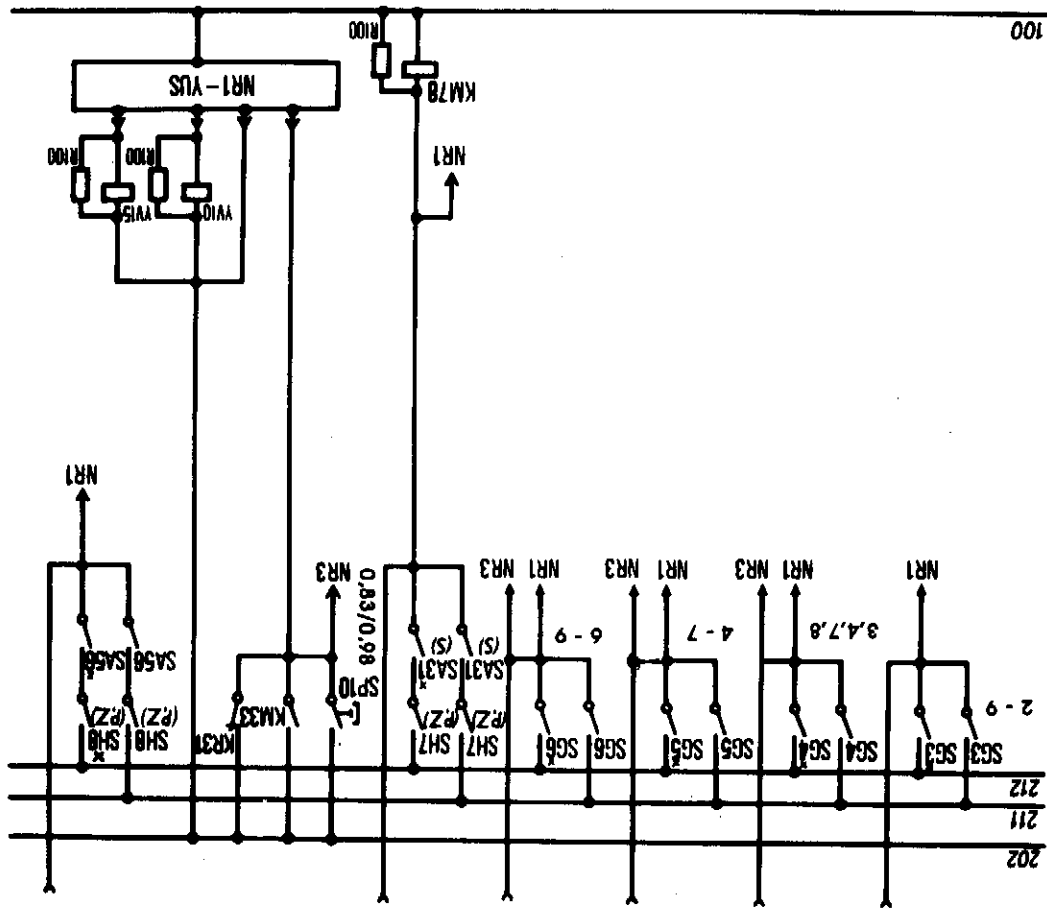 100
R100
KM78
NR1-YUS
NR1
R100
R100
YV10
YV15
NR1
NR1
NR1
NR3
NR1
NR3
NR1
NR3
NR3
2 - 9
3,4,7,8
4 - 7
6 - 9
SA31
(S)
SA31*
(S)
0,83/0,98
SP10
KM33
KR31
SA56
SA56*
SG3
SG3*
SG4
SG4*
SG5
SG5*
SG6
SG6*
SH7
(P,Z)
SH7
(P,Z)
SH8
(P,Z)
SH8*
(P,Z)
212
211
202